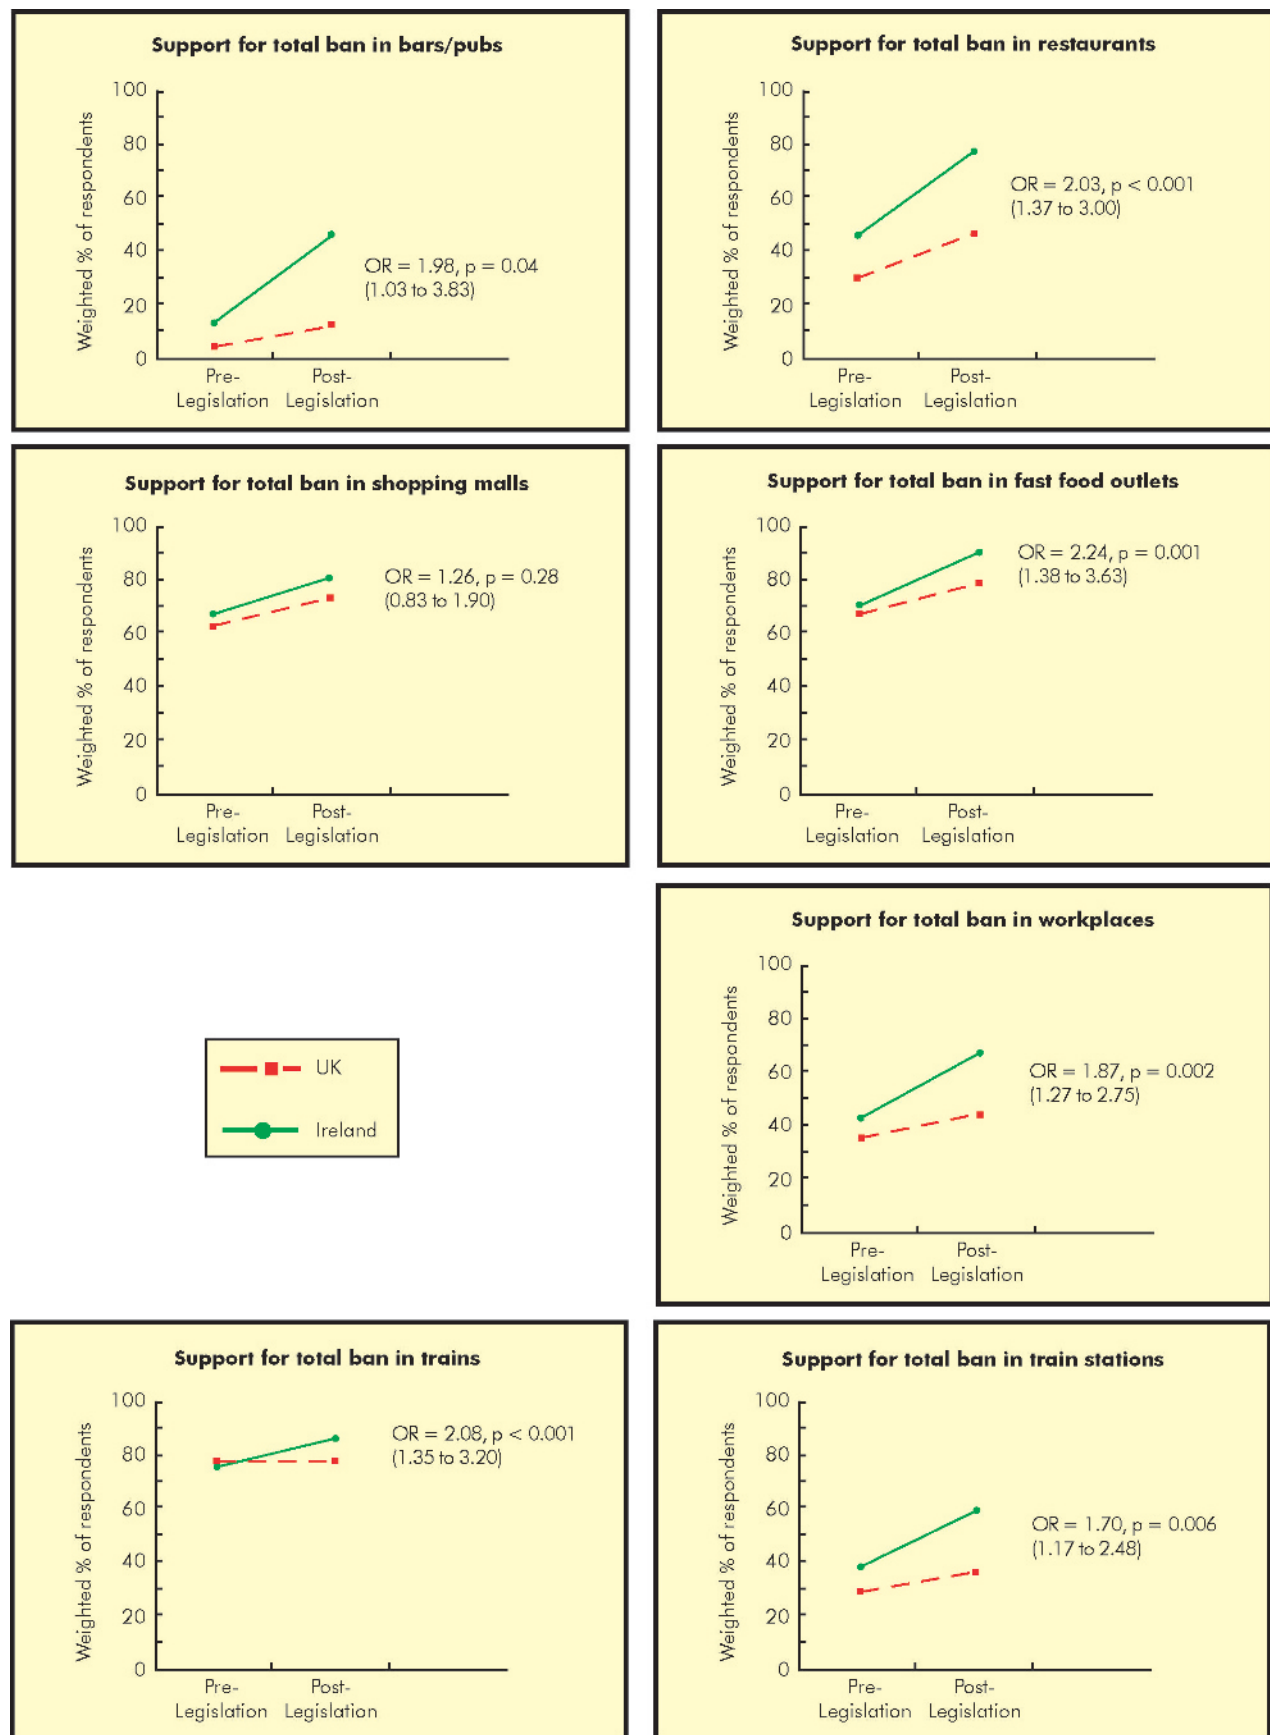 Support for total ban in bars/pubs
Weighted % of respondents
100
80
60
40
20
0
OR = 1.98, p = 0.04
(1.03 to 3.83)
Pre-
Legislation
Post-
Legislation
Support for total ban in restaurants
Weighted % of respondents
100
80
60
40
20
0
OR = 2.03, p < 0.001
(1.37 to 3.00)
Pre-
Legislation
Post-
Legislation
Support for total ban in shopping malls
Weighted % of respondents
100
80
60
40
20
0
OR = 1.26, p = 0.28
(0.83 to 1.90)
Pre-
Legislation
Post-
Legislation
Support for total ban in fast food outlets
Weighted % of respondents
100
80
60
40
20
0
OR = 2.24, p = 0.001
(1.38 to 3.63)
Pre-
Legislation
Post-
Legislation
UK
Ireland
Support for total ban in workplaces
Weighted % of respondents
100
80
60
40
20
0
OR = 1.87, p = 0.002
(1.27 to 2.75)
Pre-
Legislation
Post-
Legislation
Support for total ban in trains
Weighted % of respondents
100
80
60
40
20
0
OR = 2.08, p < 0.001
(1.35 to 3.20)
Pre-
Legislation
Post-
Legislation
Support for total ban in train stations
Weighted % of respondents
100
80
60
40
20
0
OR = 1.70, p = 0.006
(1.17 to 2.48)
Pre-
Legislation
Post-
Legislation